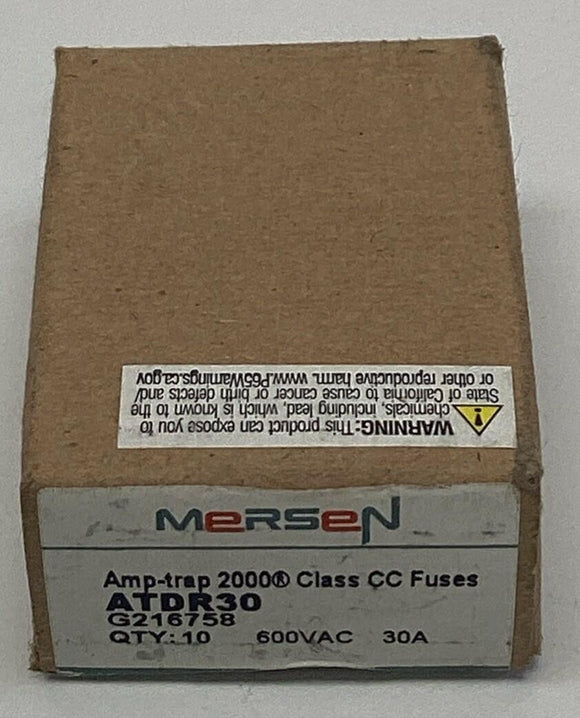 WARNING: This product can expose you to
chemicals, including lead, which is known to the
State of California to cause cancer or birth defects and/
or other reproductive harm. www.P65Warnings.ca.gov
MERSEN
Amp-trap 2000® Class CC Fuses
ATDR30
G216758
QTY: 10 600VAC 30A